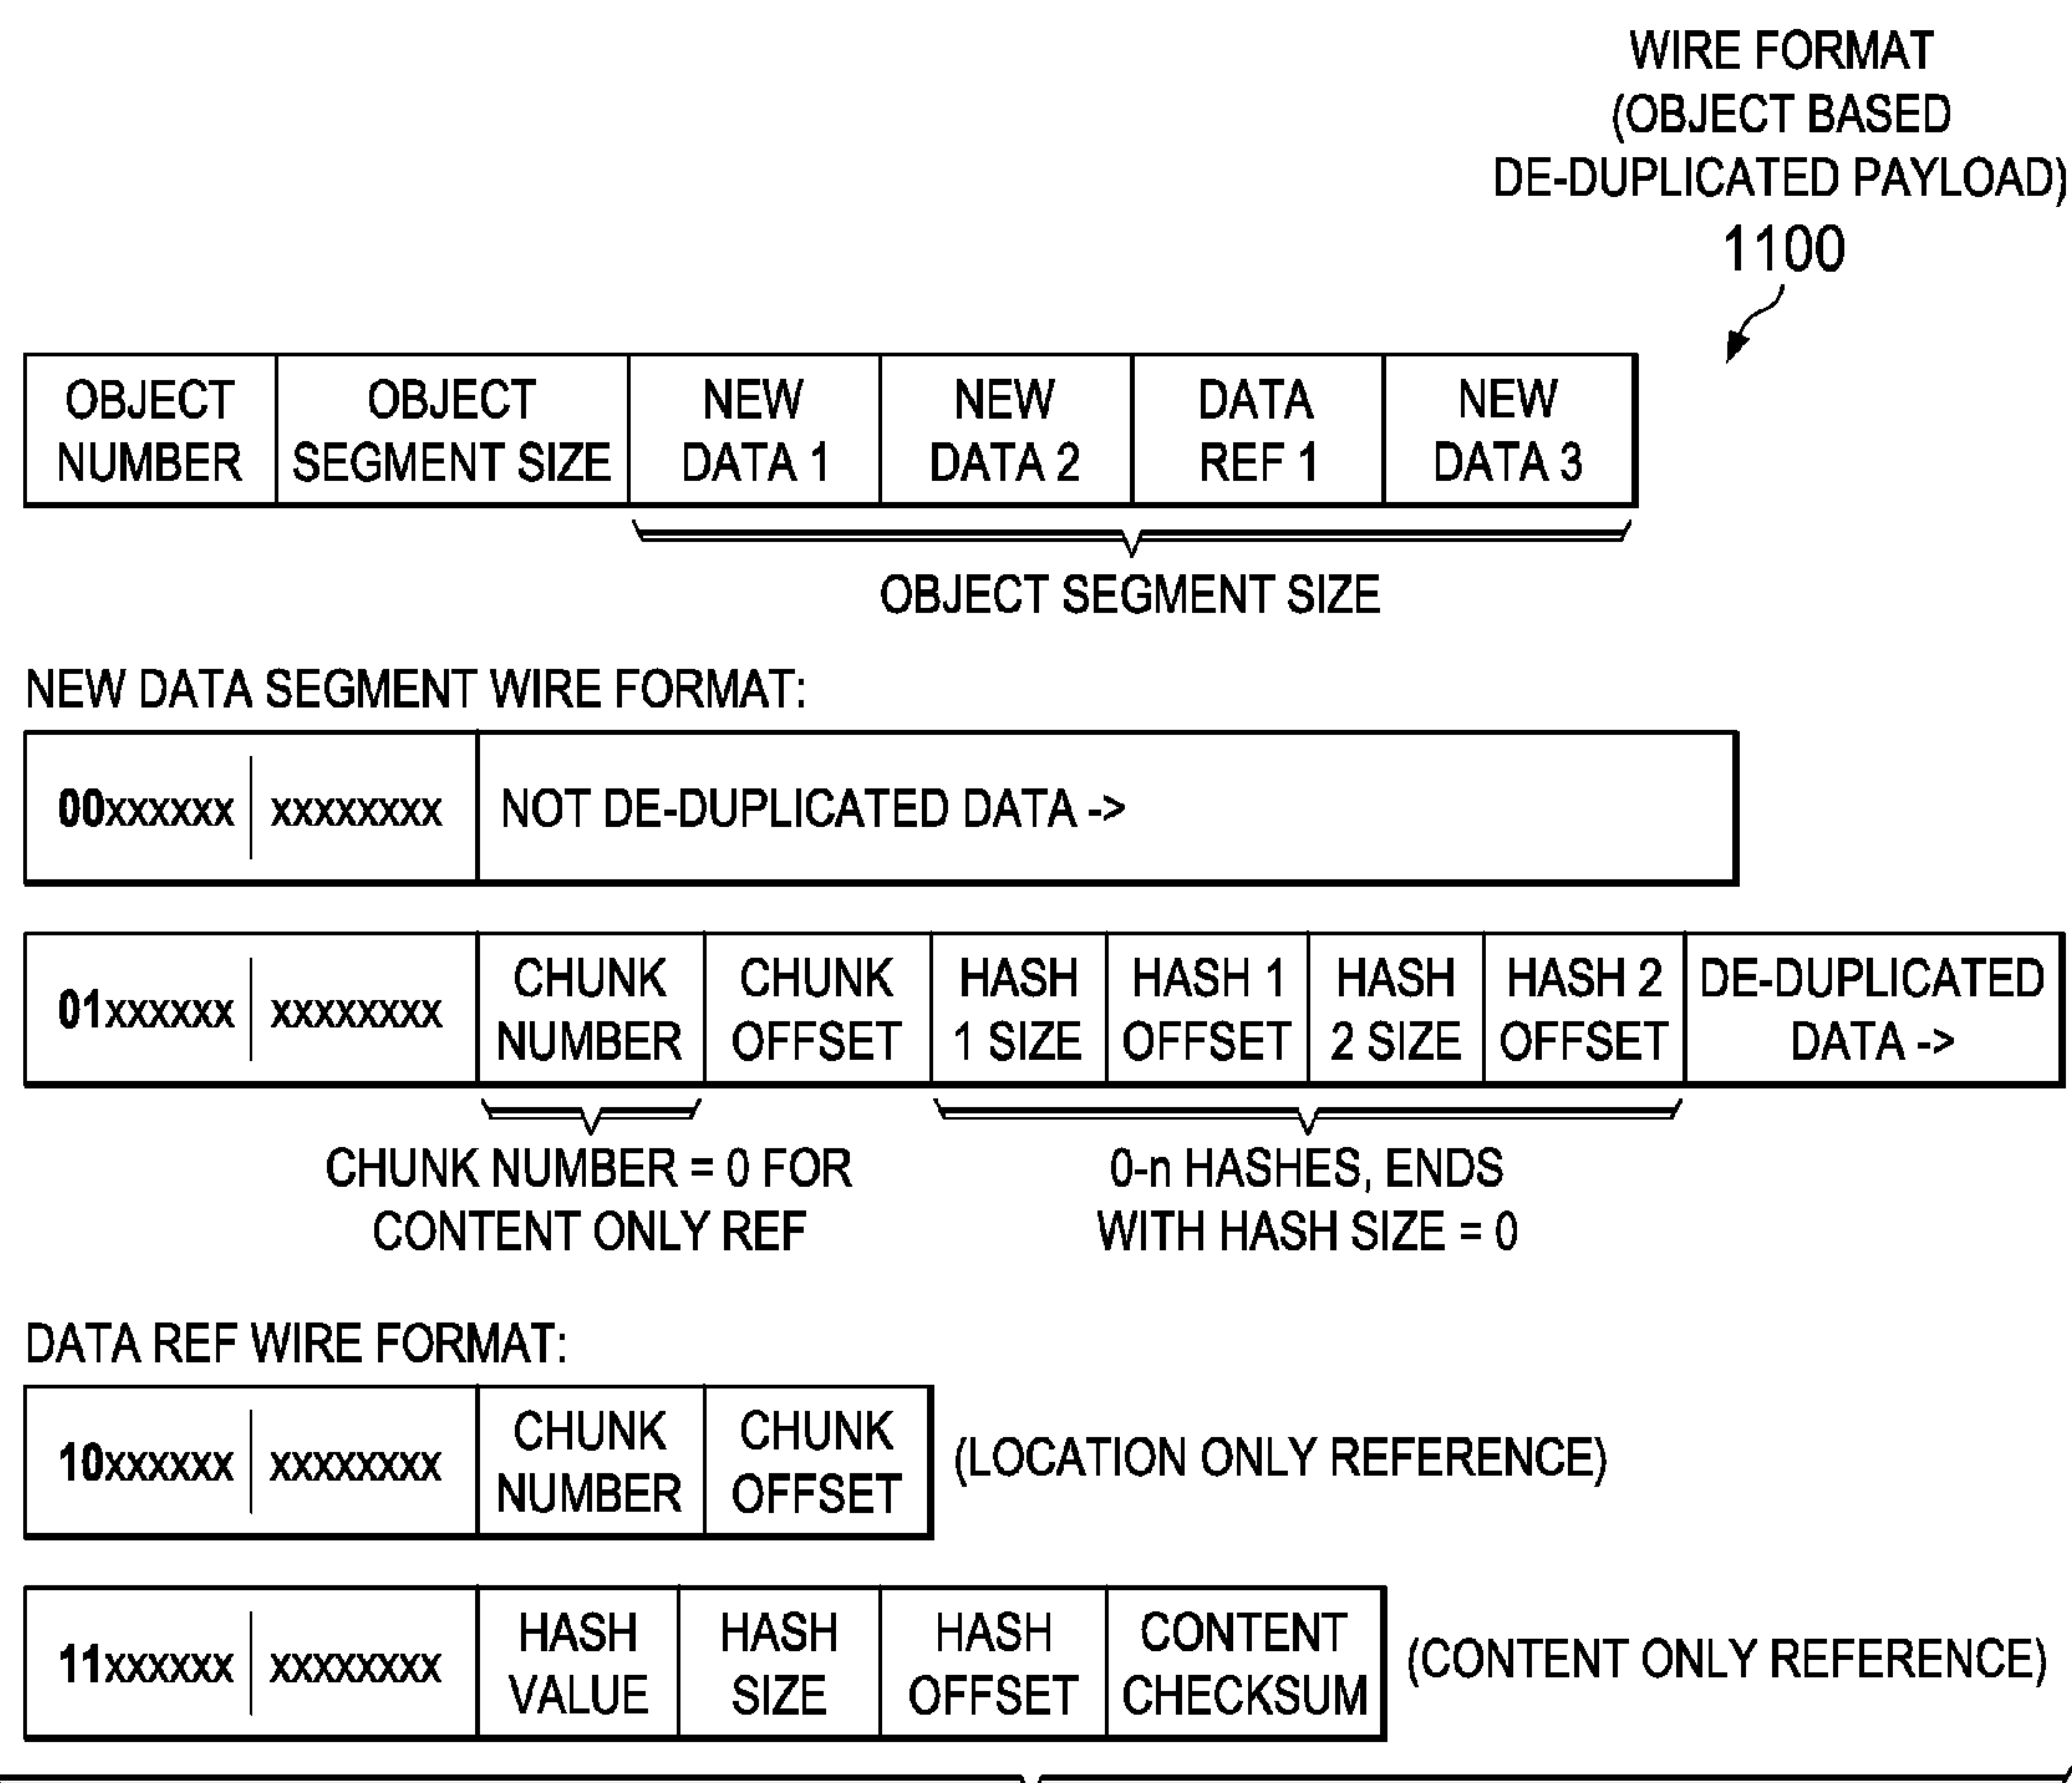 WIRE FORMAT
(OBJECT BASED
DE-DUPLICATED PAYLOAD)
1100
OBJECT NUMBER | OBJECT SEGMENT SIZE | NEW DATA 1 | NEW DATA 2 | DATA REF 1 | NEW DATA 3
OBJECT SEGMENT SIZE
NEW DATA SEGMENT WIRE FORMAT:
00xxxxxx | xxxxxxxx | NOT DE-DUPLICATED DATA ->
01xxxxxx | xxxxxxxx | CHUNK NUMBER | CHUNK OFFSET | HASH 1 SIZE | HASH 1 OFFSET | HASH 2 SIZE | HASH 2 OFFSET | DE-DUPLICATED DATA ->
CHUNK NUMBER = 0 FOR
CONTENT ONLY REF
0-n HASHES, ENDS
WITH HASH SIZE = 0
DATA REF WIRE FORMAT:
10xxxxxx | xxxxxxxx | CHUNK NUMBER | CHUNK OFFSET (LOCATION ONLY REFERENCE)
11xxxxxx | xxxxxxxx | HASH VALUE | HASH SIZE | HASH OFFSET | CONTENT CHECKSUM (CONTENT ONLY REFERENCE)